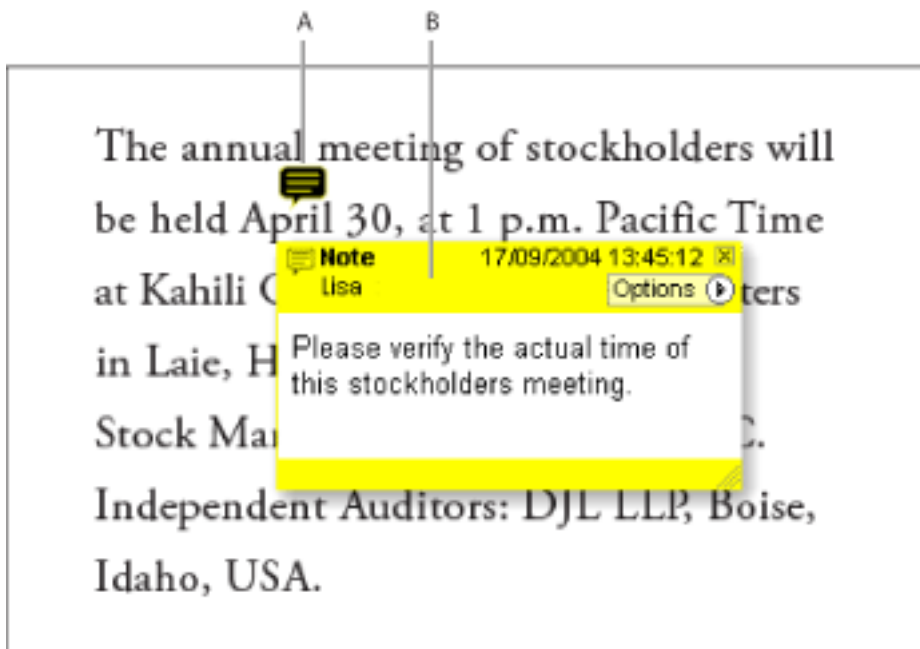 A B
The annual meeting of stockholders will
be held April 30, at 1 p.m. Pacific Time
Note 17/09/2004 13:45:12
Lisa Options
at Kahili
Please verify the actual time of
this stockholders meeting.
in Laie,
Stock
Independent Auditors: DJL LLP, Boise,
Idaho, USA.